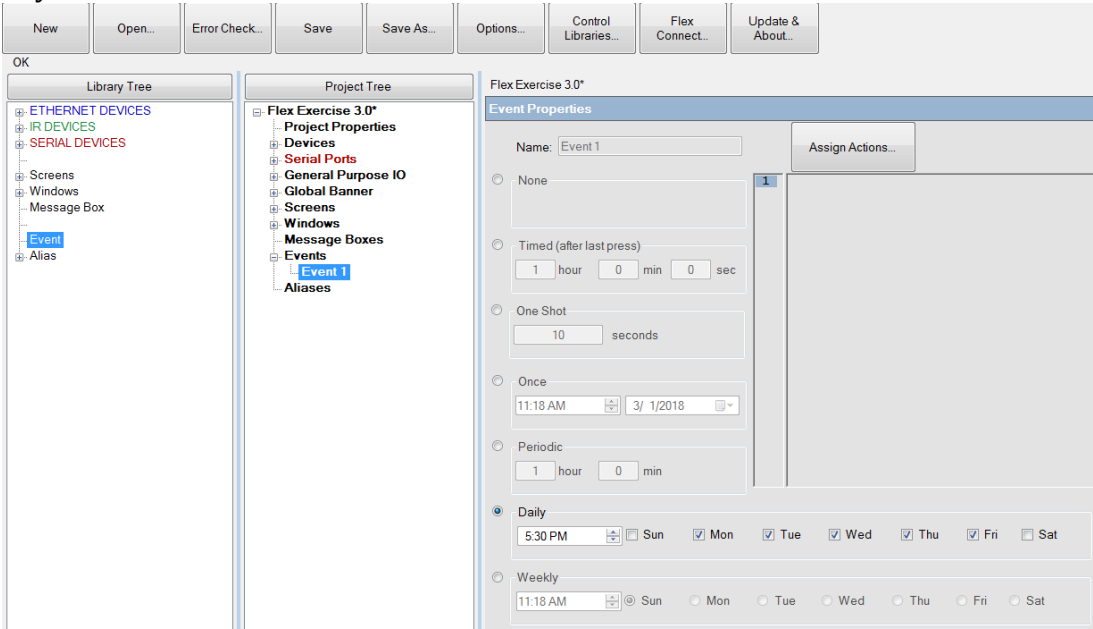 New Open... Error Check... Save Save As... Options... Control Libraries... Flex Connect... Update & About...
OK
Library Tree
ETHERNET DEVICES
IR DEVICES
SERIAL DEVICES
Screens
Windows
Message Box
Event
Alias
Project Tree
Flex Exercise 3.0*
Project Properties
Devices
Serial Ports
General Purpose IO
Global Banner
Screens
Windows
Message Boxes
Events
Event 1
Aliases
Flex Exercise 3.0*
Event Properties
Name: Event 1 Assign Actions...
None
1
Timed (after last press)
1 hour 0 min 0 sec
One Shot
10 seconds
Once
11:18 AM 3/ 1/2018
Periodic
1 hour 0 min
Daily
5:30 PM Sun Mon Tue Wed Thu Fri Sat
Weekly
11:18 AM Sun Mon Tue Wed Thu Fri Sat